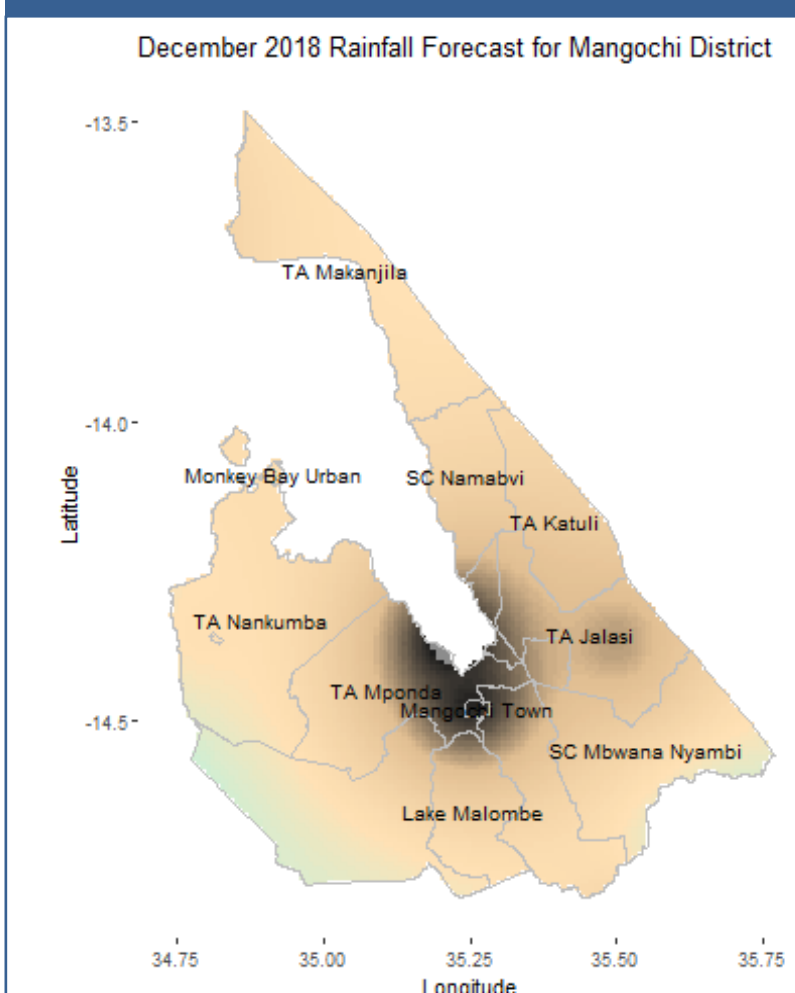 December 2018 Rainfall Forecast for Mangochi District
-13.5
TA Makanjila
-14.0
Monkey Bay Urban
SC Namabvi
Latitude
TA Katuli
TA Nankumba
TA Jalasi
TA Mponda
Mangochi Town
-14.5
SC Mbwana Nyambi
Lake Malombe
34.75 35.00 35.25 35.50 35.75
Longitude